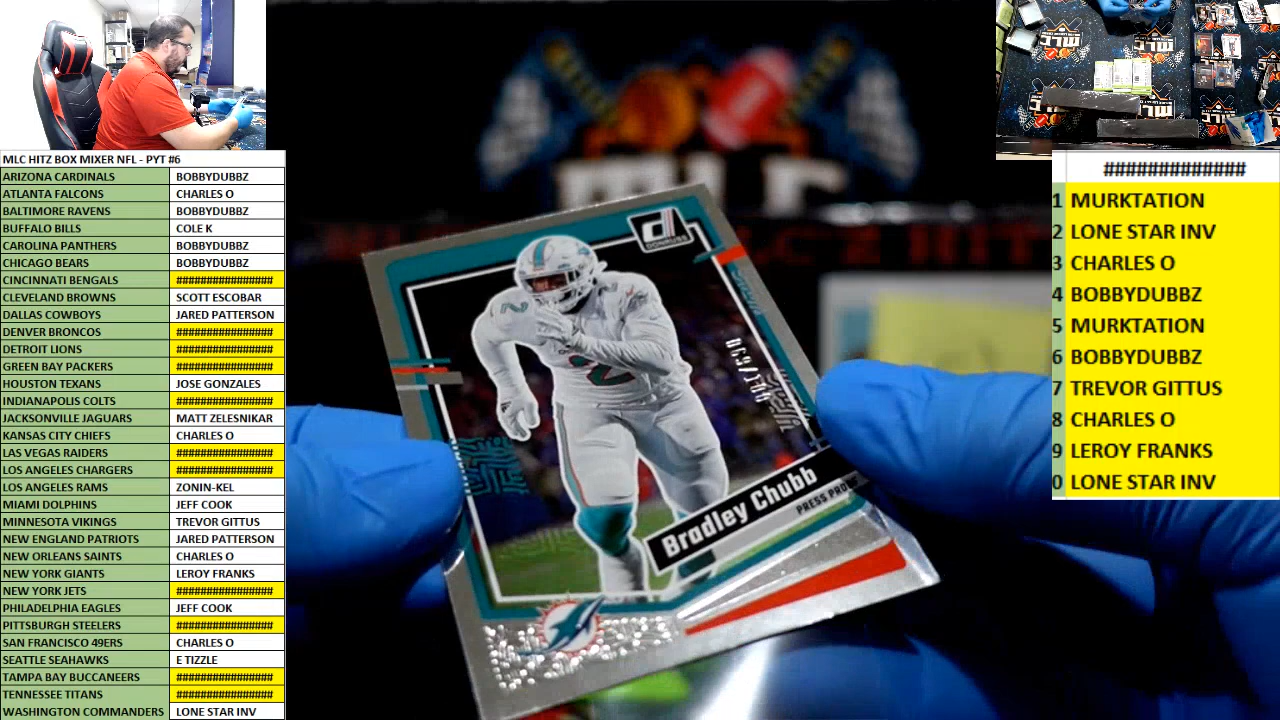 MLC HITZ BOX MIXER NFL - PYT #6
ARIZONA CARDINALS BOBBYDUBBZ
ATLANTA FALCONS CHARLES O
BALTIMORE RAVENS BOBBYDUBBZ
BUFFALO BILLS COLE K
CAROLINA PANTHERS BOBBYDUBBZ
CHICAGO BEARS BOBBYDUBBZ
CINCINNATI BENGALS ################
CLEVELAND BROWNS SCOTT ESCOBAR
DALLAS COWBOYS JARED PATTERSON
DENVER BRONCOS ################
DETROIT LIONS ################
GREEN BAY PACKERS ################
HOUSTON TEXANS JOSE GONZALES
INDIANAPOLIS COLTS ################
JACKSONVILLE JAGUARS MATT ZELESNIKAR
KANSAS CITY CHIEFS CHARLES O
LAS VEGAS RAIDERS ################
LOS ANGELES CHARGERS ################
LOS ANGELES RAMS ZONIN-KEL
MIAMI DOLPHINS JEFF COOK
MINNESOTA VIKINGS TREVOR GITTUS
NEW ENGLAND PATRIOTS JARED PATTERSON
NEW ORLEANS SAINTS CHARLES O
NEW YORK GIANTS LEROY FRANKS
NEW YORK JETS ################
PHILADELPHIA EAGLES JEFF COOK
PITTSBURGH STEELERS ################
SAN FRANCISCO 49ERS CHARLES O
SEATTLE SEAHAWKS E TIZZLE
TAMPA BAY BUCCANEERS ################
TENNESSEE TITANS ################
WASHINGTON COMMANDERS LONE STAR INV
DONRUSS
2
Bradley Chubb
PRESS PROOF
MLC
#############
1 MURKTATION
2 LONE STAR INV
3 CHARLES O
4 BOBBYDUBBZ
5 MURKTATION
6 BOBBYDUBBZ
7 TREVOR GITTUS
8 CHARLES O
9 LEROY FRANKS
0 LONE STAR INV